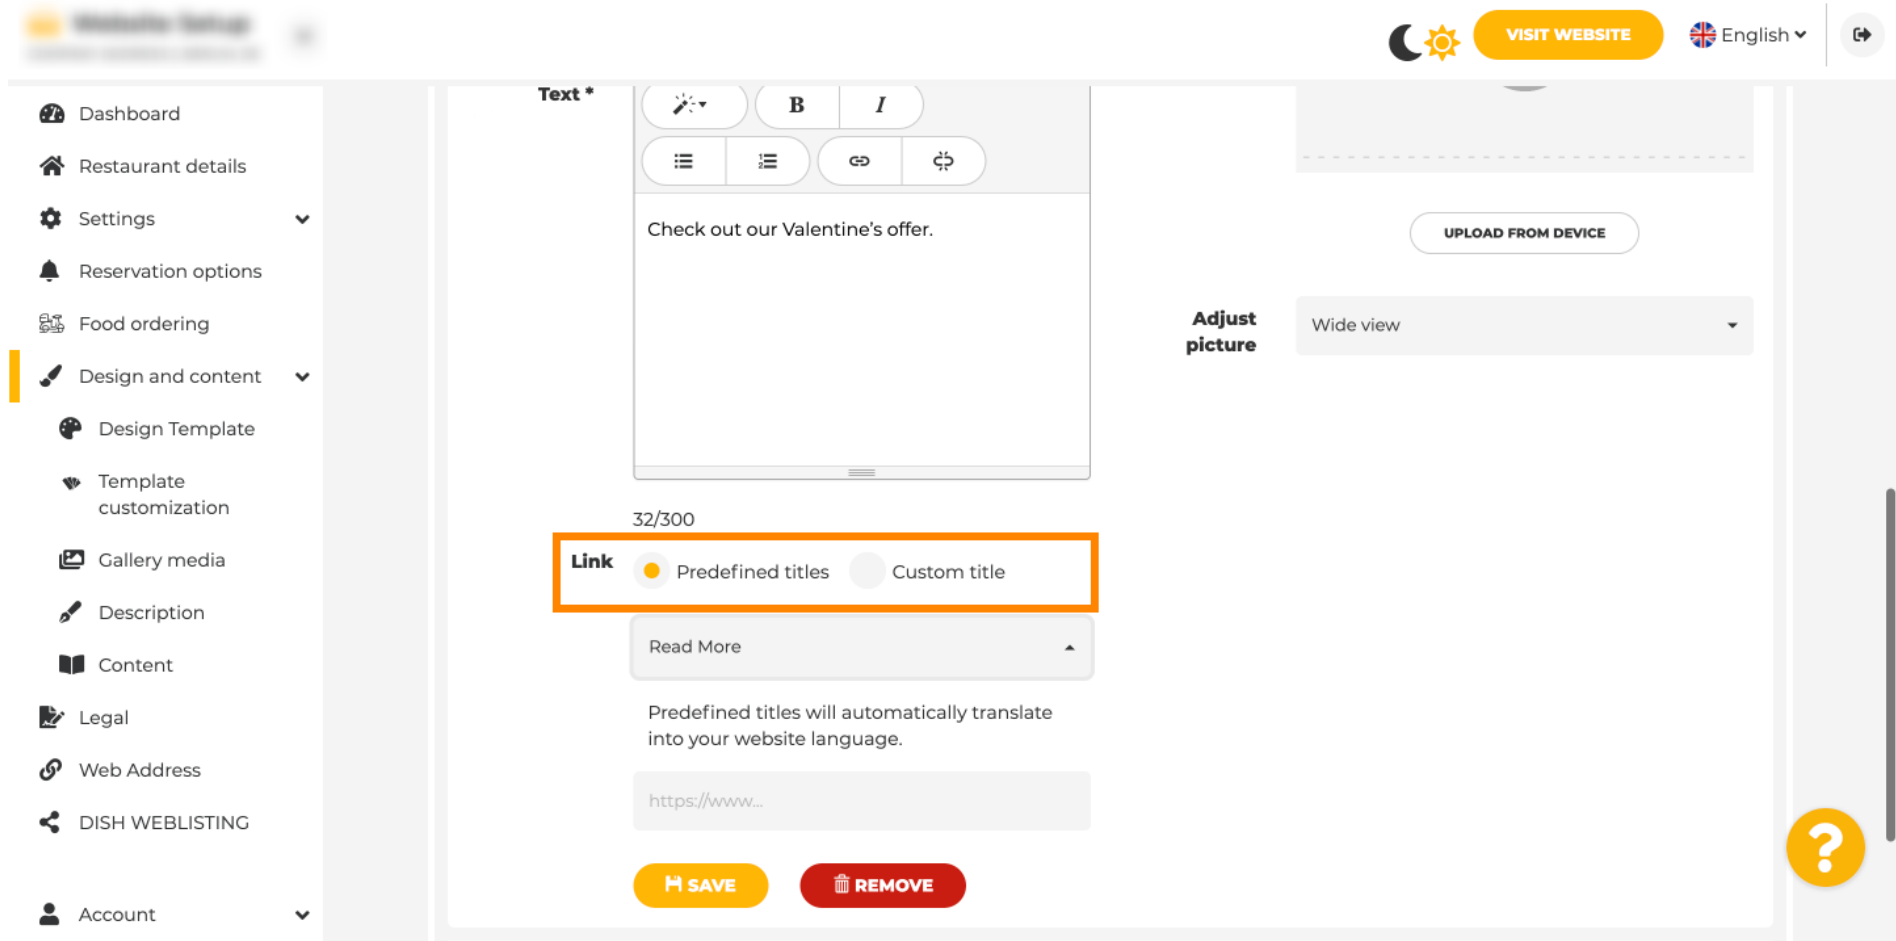 Website Setup
VISIT WEBSITE
English
Dashboard
Restaurant details
Settings
Reservation options
Food ordering
Design and content
Design Template
Template
customization
Gallery media
Description
Content
Legal
Web Address
DISH WEBLISTING
Account
Text *
B
I
Check out our Valentine’s offer.
32/300
Link
Predefined titles
Custom title
Read More
Predefined titles will automatically translate
into your website language.
https://www...
SAVE
REMOVE
UPLOAD FROM DEVICE
Adjust
picture
Wide view
?